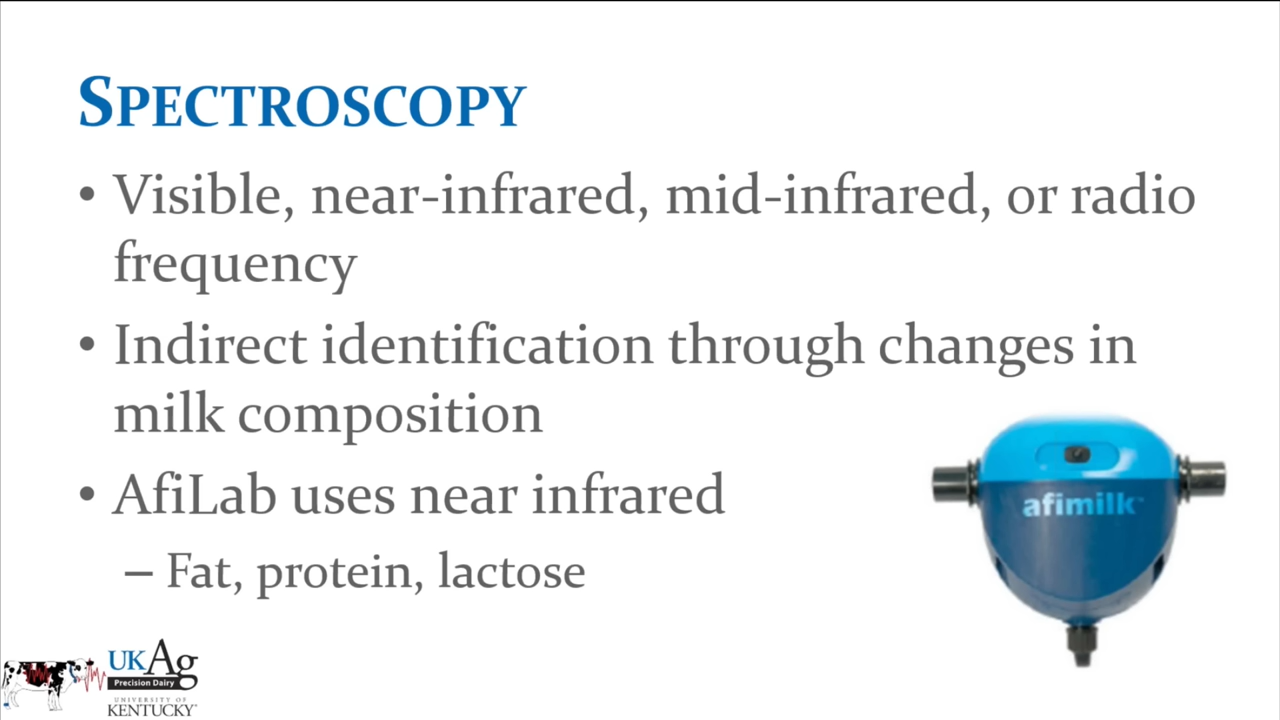 SPECTROSCOPY
• Visible, near-infrared, mid-infrared, or radio
frequency
• Indirect identification through changes in
milk composition
• AfiLab uses near infrared
– Fat, protein, lactose
afimilk™
UKAg
Precision Dairy
UNIVERSITY OF
KENTUCKY